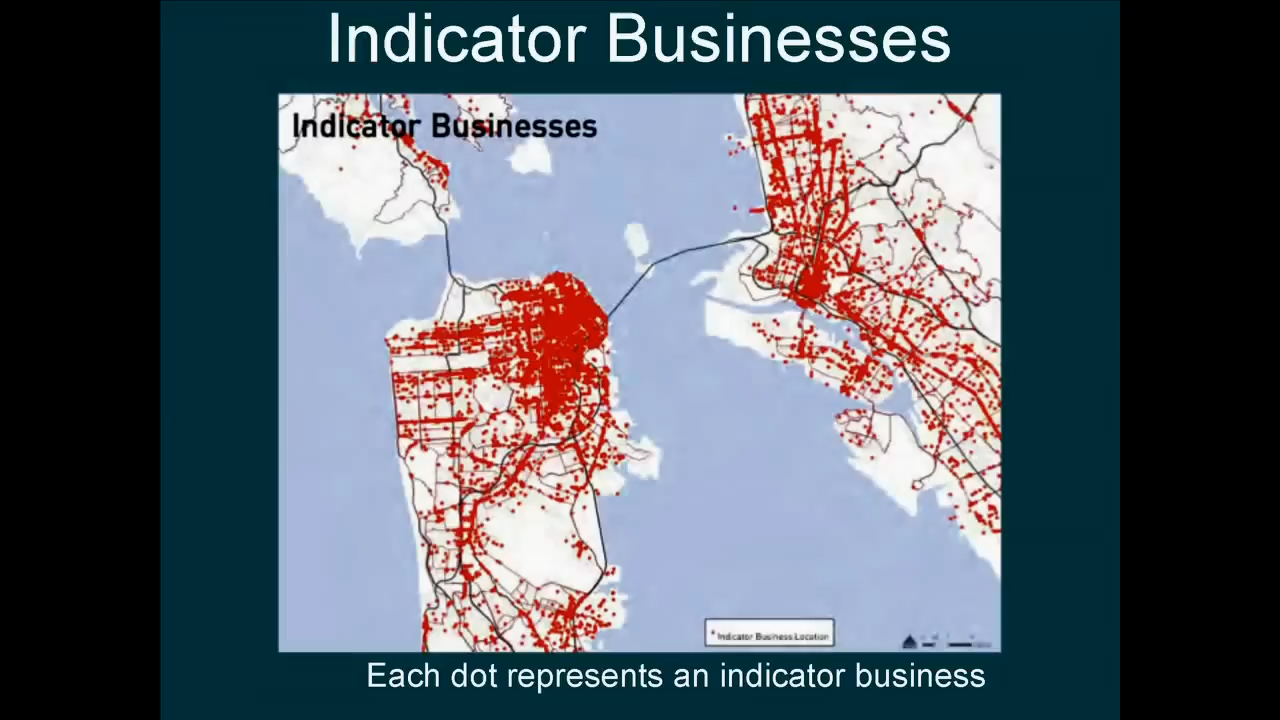 Indicator Businesses
Indicator Businesses
Indicator Business Location
Each dot represents an indicator business